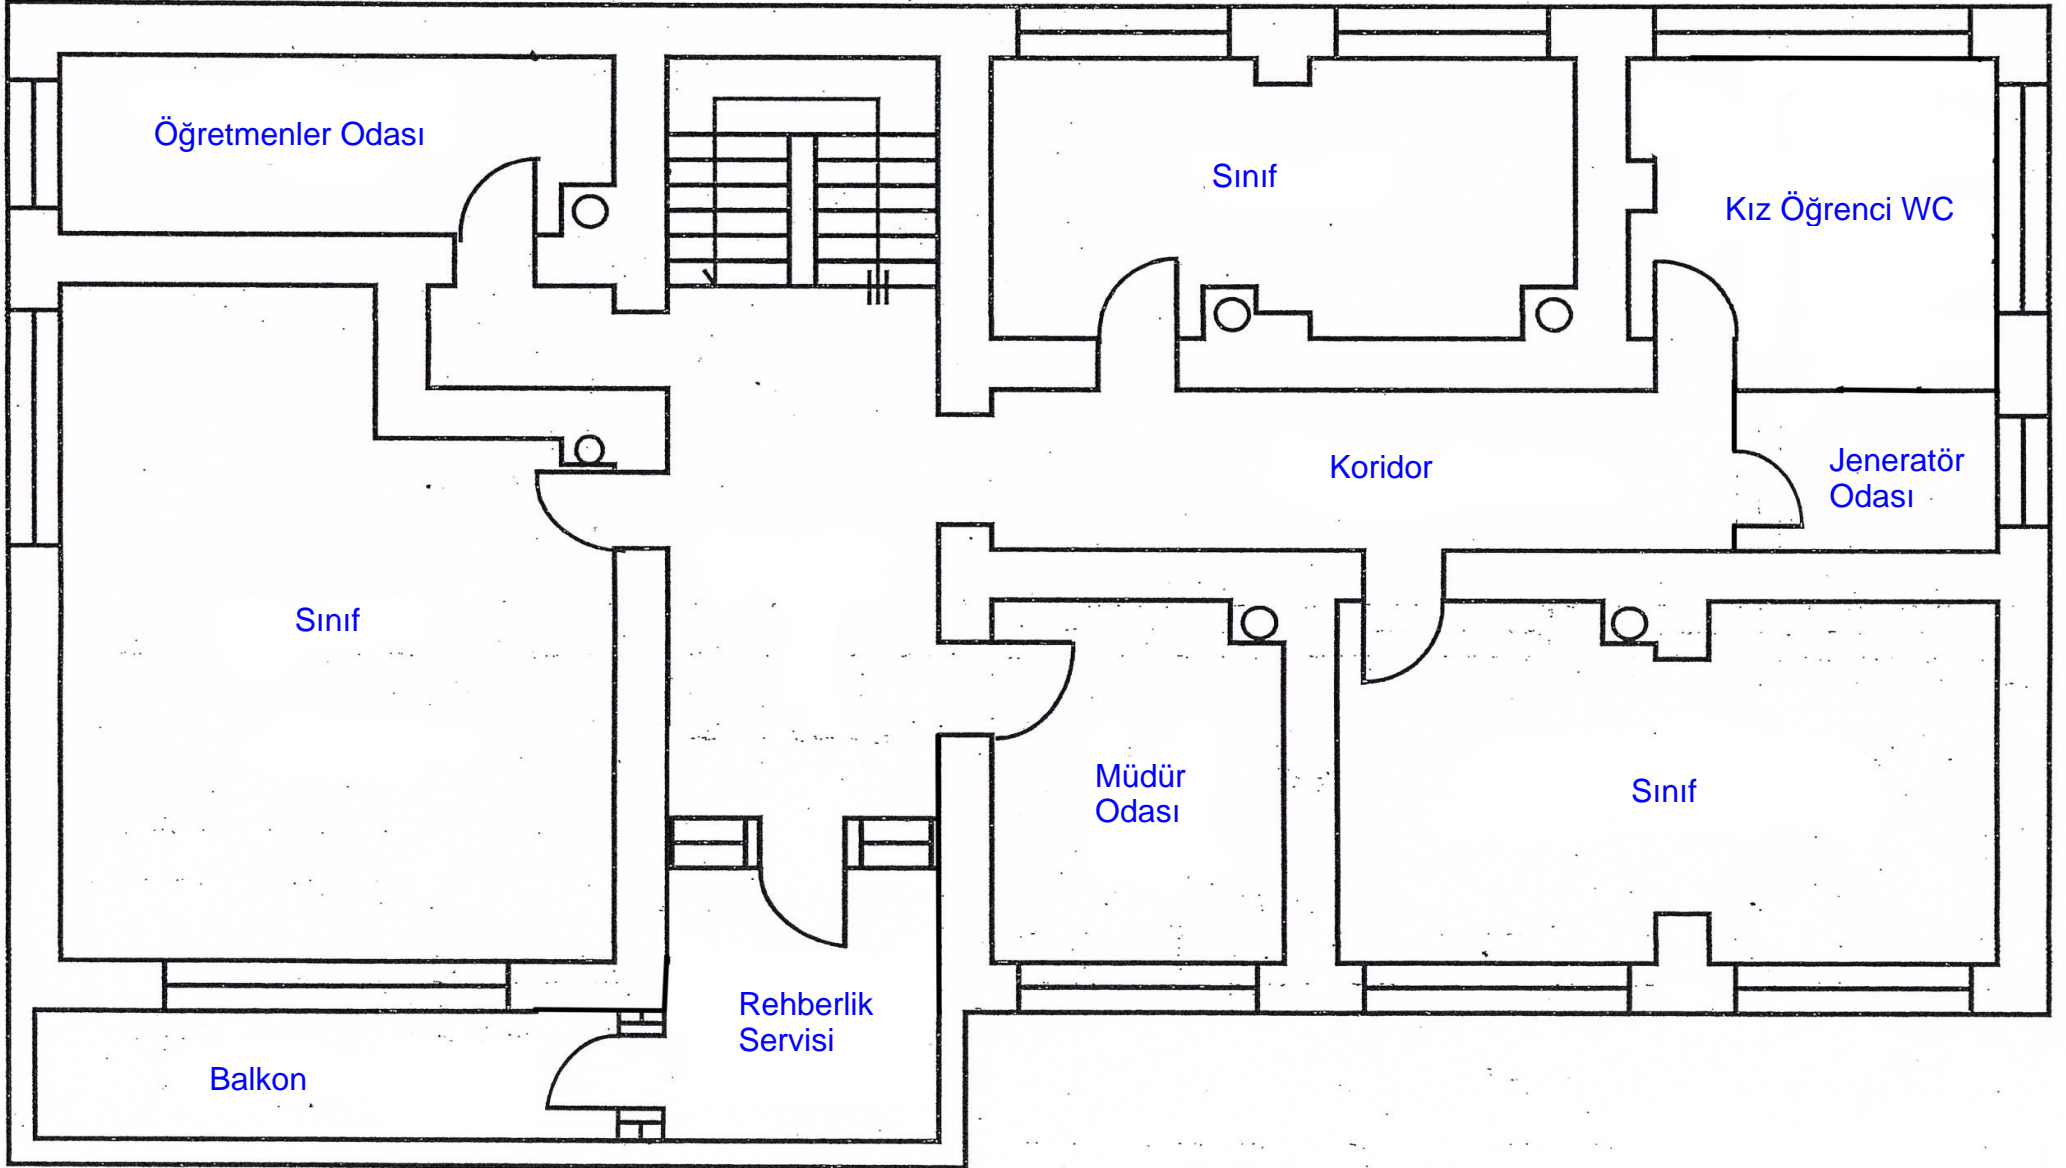 Öğretmenler Odası
Sınıf
Kız Öğrenci WC
Koridor
Jeneratör
Odası
Sınıf
Müdür
Odası
Sınıf
Rehberlik
Servisi
Balkon